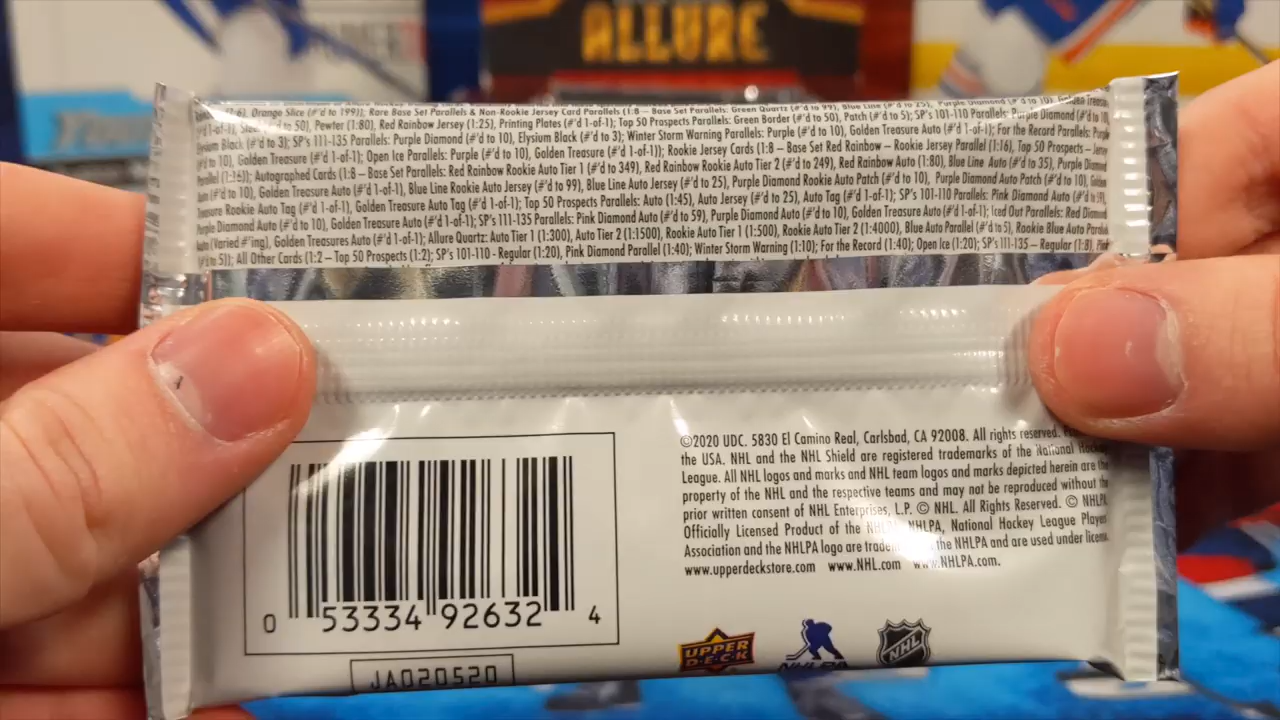 ALLURE
(2:6), Orange Slice (#'d to 199)); Rare Base Set Parallels & Non-Rookie Jersey Card Parallels (1:8 – Base Set Parallels: Green Quartz (#'d to 99), Blue Line (#'d to 25), Purple Diamond (#'d to 10), Golden
to 50), Pewter (1:80), Red Rainbow Jersey (1:25), Printing Plates (#'d 1-of-1); Top 50 Prospects Parallels: Green Border (#'d to 50), Patch (#'d to 5); SP's 101-110 Parallels: Purple Diamond (#'d to 10),
Elysium Black (#'d to 3); SP's 111-135 Parallels: Purple Diamond (#'d to 10), Elysium Black (#'d to 3); Winter Storm Warning Parallels: Purple (#'d to 10), Golden Treasure Auto (#'d 1-of-1); For the Record Parallels: Purple
(#'d to 10), Golden Treasure (#'d 1-of-1); Open Ice Parallels: Purple (#'d to 10), Golden Treasure (#'d 1-of-1); Rookie Jersey Cards (1:8 – Base Set Red Rainbow – Rookie Jersey Parallel (1:16), Top 50 Prospects – Jersey
Parallel (1:16)); Autographed Cards (1:8 – Base Set Red Rainbow Rookie Auto Tier 1 (#'d to 349), Red Rainbow Rookie Auto Tier 2 (#'d to 249), Red Rainbow Auto (1:80), Blue Line Auto (#'d to 35), Purple Diamond
Auto (#'d to 10), Golden Treasure Auto (#'d 1-of-1), Blue Line Rookie Auto Jersey (#'d to 99), Blue Line Auto Jersey (#'d to 25), Purple Diamond Rookie Auto Patch (#'d to 10), Purple Diamond Auto Patch (#'d to 10), Golden
Treasure Rookie Auto Tag (#'d 1-of-1), Golden Treasure Auto Tag (#'d 1-of-1); Top 50 Prospects Parallels: Auto (1:45), Auto Jersey (#'d to 25), Auto Tag (#'d 1-of-1); SP's 101-110 Parallels: Pink Diamond Auto (#'d to 59),
Purple Diamond Auto (#'d to 10), Golden Treasure Auto (#'d 1-of-1); SP's 111-135 Parallels: Pink Diamond Auto (#'d to 59), Purple Diamond Auto (#'d to 10), Golden Treasure Auto (#'d 1-of-1); Iced Out Parallels: Red Diamond
Auto (Varied #'ing), Golden Treasures Auto (#'d 1-of-1); Allure Quartz: Auto Tier 1 (1:300), Auto Tier 2 (1:1500), Rookie Auto Tier 1 (1:500), Rookie Auto Tier 2 (1:4000), Blue Auto Parallel (#'d to 5), Rookie Blue Auto Parallel
(#'d to 5)); All Other Cards (1:2 – Top 50 Prospects (1:2); SP's 101-110 - Regular (1:20), Pink Diamond Parallel (1:40); Winter Storm Warning (1:10); For the Record (1:40); Open Ice (1:20); SP's 111-135 – Regular (1:8), Pink
©2020 UDC. 5830 El Camino Real, Carlsbad, CA 92008. All rights reserved.
the USA. NHL and the NHL Shield are registered trademarks of the National Hockey
League. All NHL logos and marks and NHL team logos and marks depicted herein are the
property of the NHL and the respective teams and may not be reproduced without the
prior written consent of NHL Enterprises, L.P. © NHL. All Rights Reserved. © NHLPA
Officially Licensed Product of the NHLPA, National Hockey League Players
Association and the NHLPA logo are the NHLPA and are used under license
www.upperdeckstore.com www.NHL.com www.NHLPA.com.
0 53334 92632 4
JA020520
UPPER
DECK
NHLPA
NHL